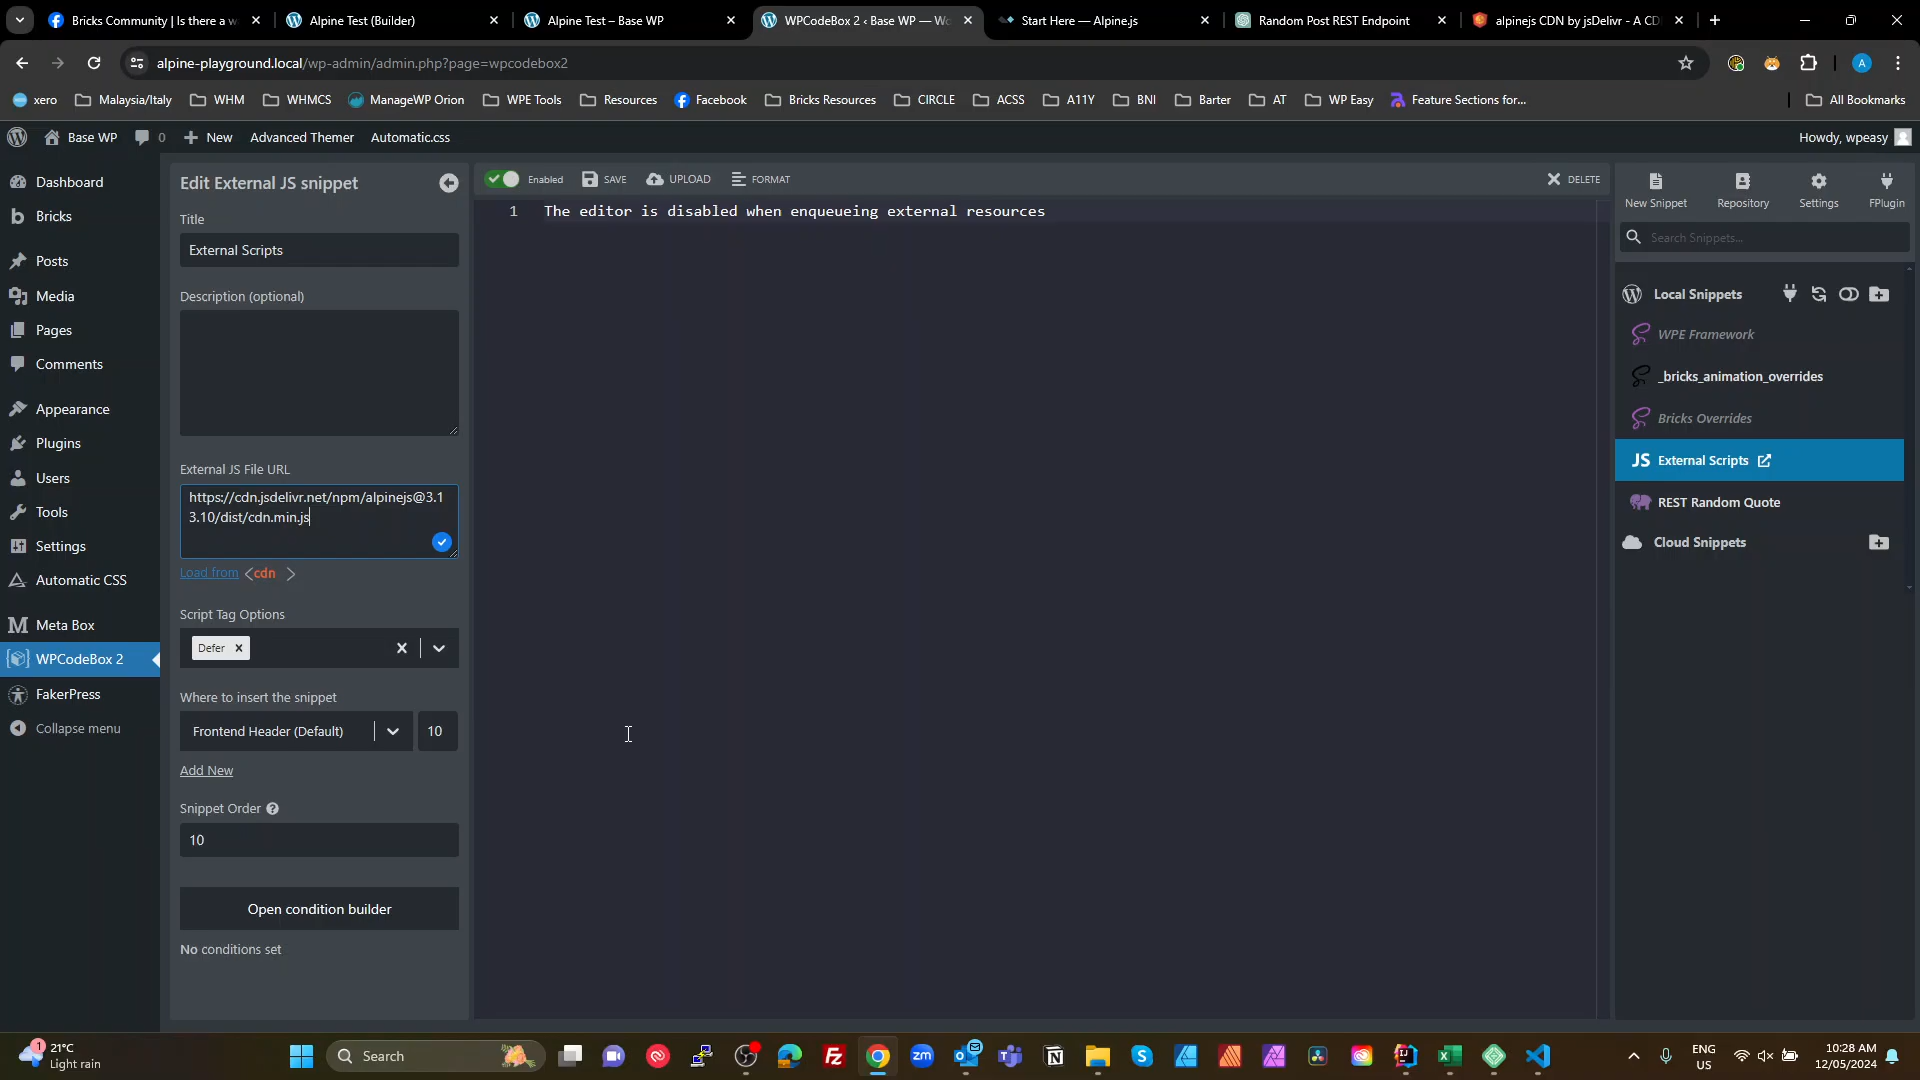 Bricks Community | Is there a w
Alpine Test (Builder)
Alpine Test – Base WP
WPCodeBox 2 ‹ Base WP — Wo
Start Here — Alpine.js
Random Post REST Endpoint
alpinejs CDN by jsDelivr - A CD
alpine-playground.local/wp-admin/admin.php?page=wpcodebox2
A
xero
Malaysia/Italy
WHM
WHMCS
ManageWP Orion
WPE Tools
Resources
Facebook
Bricks Resources
CIRCLE
ACSS
A11Y
BNI
Barter
AT
WP Easy
Feature Sections for...
All Bookmarks
Base WP
0
New
Advanced Themer
Automatic.css
Howdy, wpeasy
Dashboard
Bricks
Posts
Media
Pages
Comments
Appearance
Plugins
Users
Tools
Settings
Automatic CSS
Meta Box
WPCodeBox 2
FakerPress
Collapse menu
Edit External JS snippet
Title
External Scripts
Description (optional)
External JS File URL
https://cdn.jsdelivr.net/npm/alpinejs@3.1
3.10/dist/cdn.min.js
Load from <cdn >
Script Tag Options
Defer
Where to insert the snippet
Frontend Header (Default)
10
Add New
Snippet Order
10
Open condition builder
No conditions set
Enabled
SAVE
UPLOAD
FORMAT
DELETE
1 The editor is disabled when enqueueing external resources
New Snippet
Repository
Settings
FPlugin
Search Snippets...
Local Snippets
WPE Framework
_bricks_animation_overrides
Bricks Overrides
JS External Scripts
REST Random Quote
Cloud Snippets
1
21°C
Light rain
Search
ENG
US
10:28 AM
12/05/2024